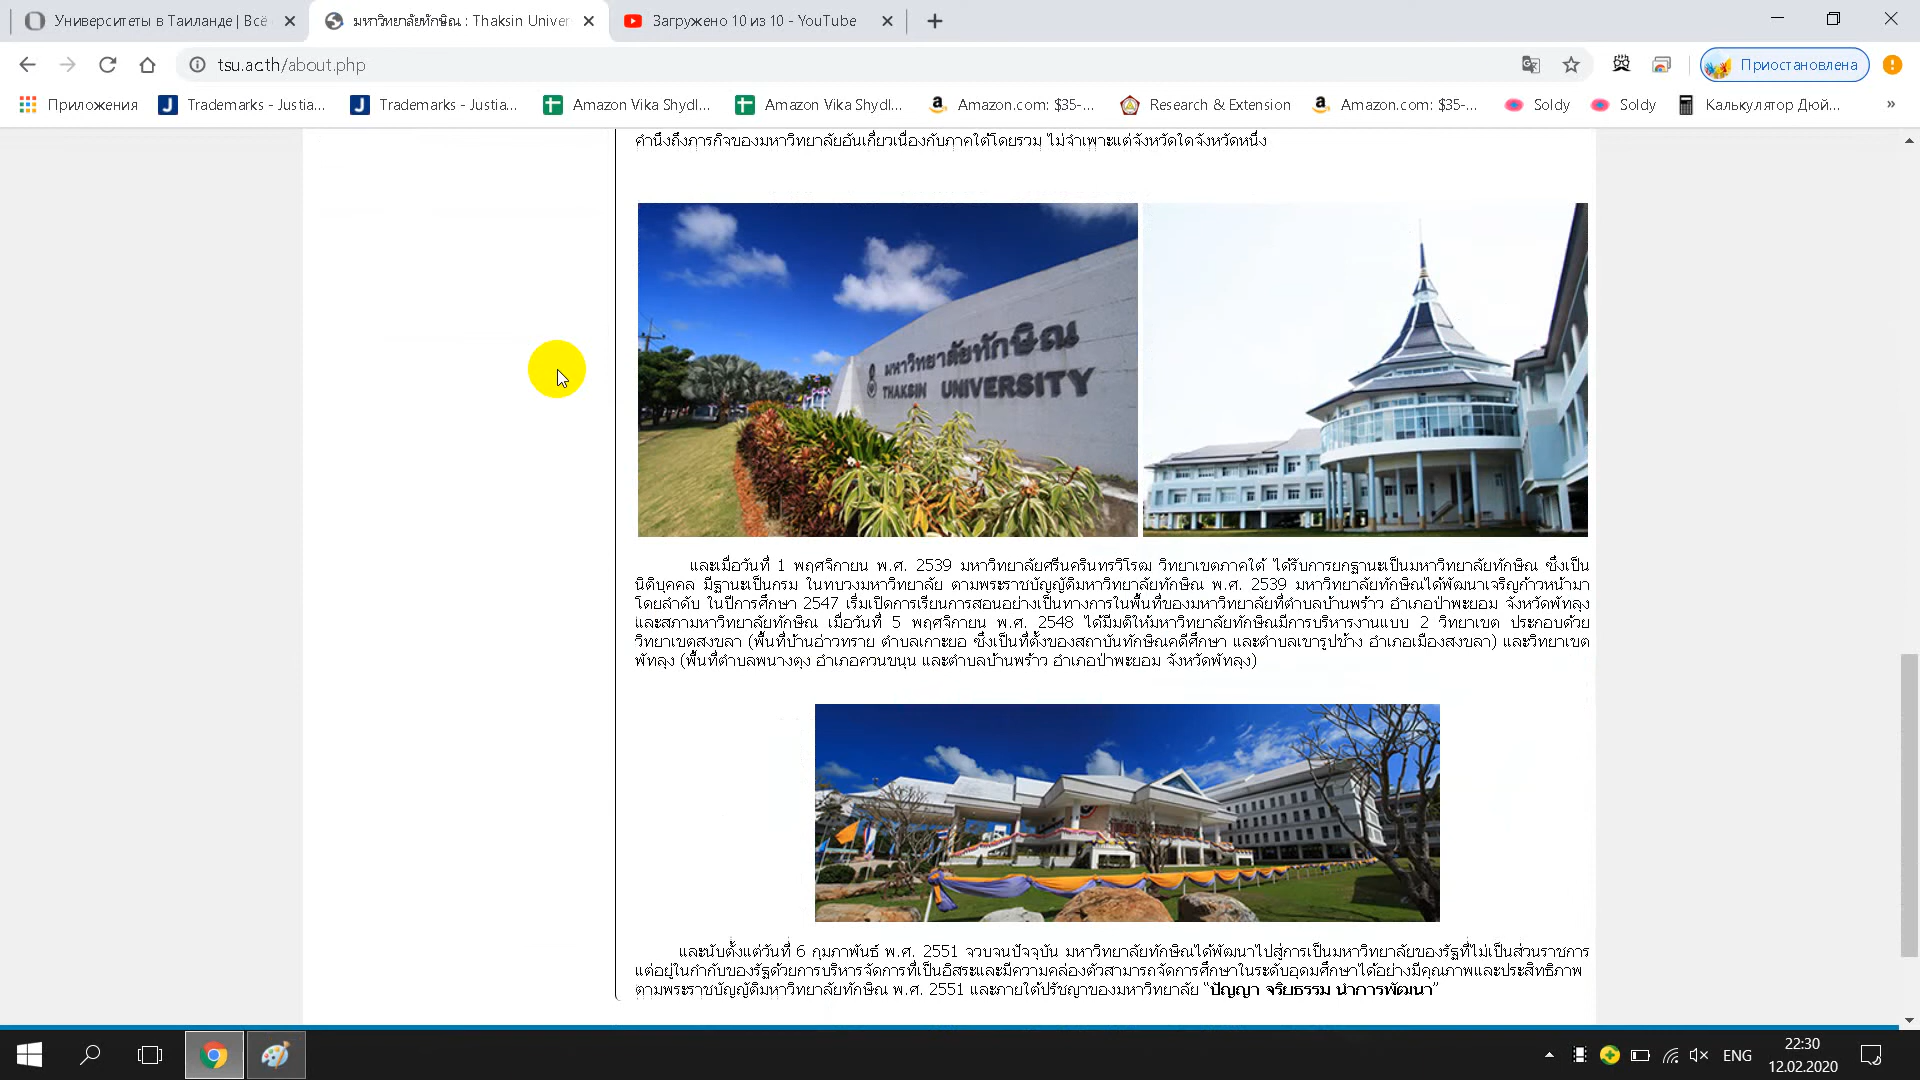 Университеты в Таиланде | Всё
มหาวิทยาลัยทักษิณ : Thaksin Univer
Загружено 10 из 10 - YouTube
tsu.ac.th/about.php
Приостановлена
Приложения
Trademarks - Justia...
Trademarks - Justia...
Amazon Vika Shydl...
Amazon Vika Shydl...
Amazon.com: $35-...
Research & Extension
Amazon.com: $35-...
Soldy
Soldy
Калькулятор Дюй...
»
คำนึงถึงภารกิจของมหาวิทยาลัยอันเกี่ยวเนื่องกับภาคใต้โดยรวม ไม่จำเพาะแต่จังหวัดใดจังหวัดหนึ่ง
มหาวิทยาลัยทักษิณ
THAKSIN UNIVERSITY
และเมื่อวันที่ 1 พฤศจิกายน พ.ศ. 2539 มหาวิทยาลัยศรีนครินทรวิโรฒ วิทยาเขตภาคใต้ ได้รับการยกฐานะเป็นมหาวิทยาลัยทักษิณ ซึ่งเป็น
นิติบุคคล มีฐานะเป็นกรม ในทบวงมหาวิทยาลัย ตามพระราชบัญญัติมหาวิทยาลัยทักษิณ พ.ศ. 2539 มหาวิทยาลัยทักษิณได้พัฒนาเจริญก้าวหน้ามา
โดยลำดับ ในปีการศึกษา 2547 เริ่มเปิดการเรียนการสอนอย่างเป็นทางการในพื้นที่ของมหาวิทยาลัยที่ตำบลบ้านพร้าว อำเภอป่าพะยอม จังหวัดพัทลุง
และสภามหาวิทยาลัยทักษิณ เมื่อวันที่ 5 พฤศจิกายน พ.ศ. 2548 ได้มีมติให้มหาวิทยาลัยทักษิณมีการบริหารงานแบบ 2 วิทยาเขต ประกอบด้วย
วิทยาเขตสงขลา (พื้นที่บ้านอ่าวทราย ตำบลเกาะยอ ซึ่งเป็นที่ตั้งของสถาบันทักษิณคดีศึกษา และตำบลเขารูปช้าง อำเภอเมืองสงขลา) และวิทยาเขต
พัทลุง (พื้นที่ตำบลพนางตุง อำเภอควนขนุน และตำบลบ้านพร้าว อำเภอป่าพะยอม จังหวัดพัทลุง)
และนับตั้งแต่วันที่ 6 กุมภาพันธ์ พ.ศ. 2551 จวบจนปัจจุบัน มหาวิทยาลัยทักษิณได้พัฒนาไปสู่การเป็นมหาวิทยาลัยของรัฐที่ไม่เป็นส่วนราชการ
แต่อยู่ในกำกับของรัฐด้วยการบริหารจัดการที่เป็นอิสระและมีความคล่องตัวสามารถจัดการศึกษาในระดับอุดมศึกษาได้อย่างมีคุณภาพและประสิทธิภาพ
ตามพระราชบัญญัติมหาวิทยาลัยทักษิณ พ.ศ. 2551 และภายใต้ปรัชญาของมหาวิทยาลัย "ปัญญา จริยธรรม นำการพัฒนา"
ENG
22:30
12.02.2020